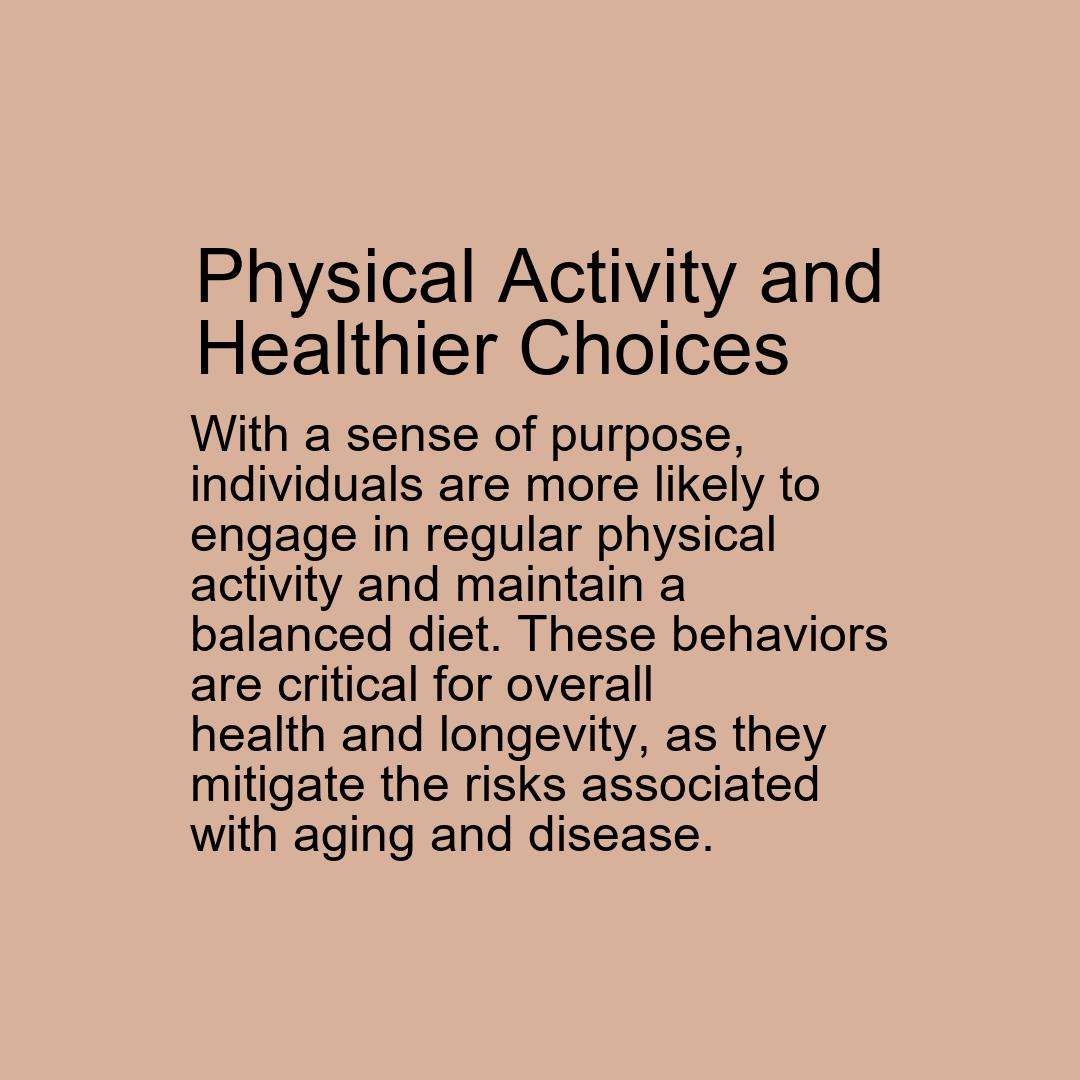 Physical Activity and
Healthier Choices
With a sense of purpose,
individuals are more likely to
engage in regular physical
activity and maintain a
balanced diet. These behaviors
are critical for overall
health and longevity, as they
mitigate the risks associated
with aging and disease.